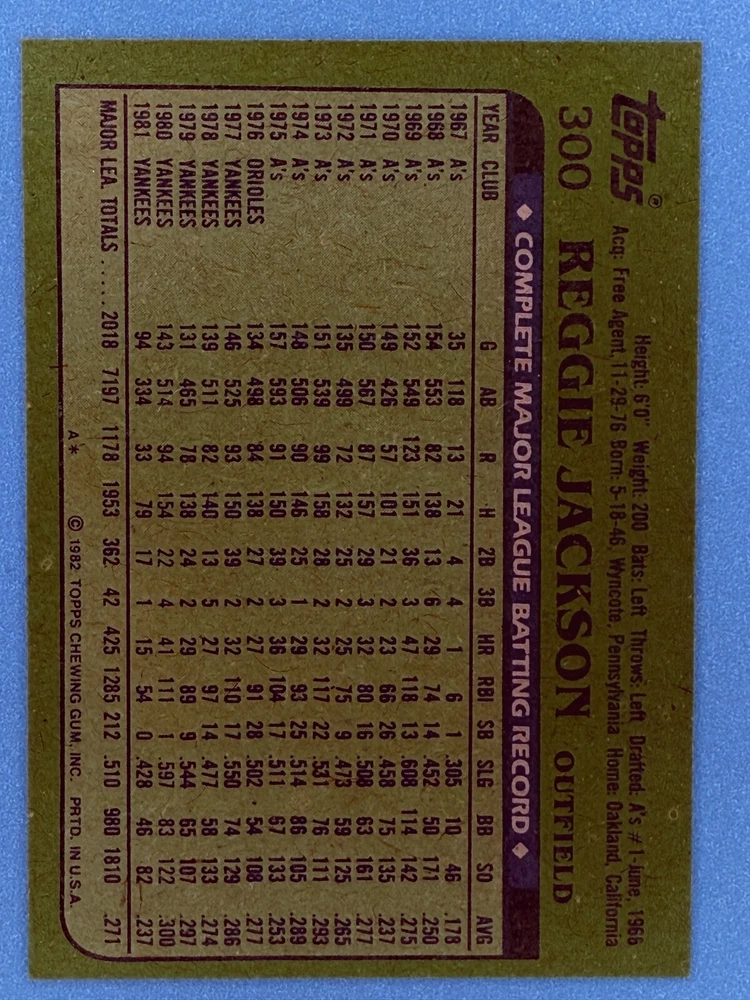 topps®
Height: 6'0" Weight: 200 Bats: Left Throws: Left Drafted: A's #1-June, 1966
Acq: Free Agent, 11-29-76 Born: 5-18-46, Wyncote, Pennsylvania Home: Oakland, California
300 REGGIE JACKSON OUTFIELD
◆ COMPLETE MAJOR LEAGUE BATTING RECORD ◆
YEAR CLUB G AB R H 2B 3B HR RBI SB SLG BB SO AVG
1967 A's 35 118 13 21 4 4 1 6 1 .305 10 46 .178
1968 A's 154 553 82 138 13 6 29 74 14 .452 50 171 .250
1969 A's 152 549 123 151 36 3 47 118 13 .608 114 142 .275
1970 A's 149 426 57 101 21 2 23 66 26 .458 75 135 .237
1971 A's 150 567 87 157 29 3 32 80 16 .508 63 161 .277
1972 A's 135 499 72 132 25 2 25 75 9 .473 59 125 .265
1973 A's 151 539 99 158 28 2 32 117 22 .531 76 111 .293
1974 A's 148 506 90 146 25 1 29 93 25 .514 86 105 .289
1975 A's 157 593 91 150 39 3 36 104 17 .511 67 133 .253
1976 ORIOLES 134 498 84 138 27 2 27 91 28 .502 54 108 .277
1977 YANKEES 146 525 93 150 39 2 32 110 17 .550 74 129 .286
1978 YANKEES 139 511 82 140 13 5 27 97 14 .477 58 133 .274
1979 YANKEES 131 465 78 138 24 2 29 89 9 .544 65 107 .297
1980 YANKEES 143 514 94 154 22 4 41 111 1 .597 83 122 .300
1981 YANKEES 94 334 33 79 17 1 15 54 0 .428 46 82 .237
MAJOR LEA. TOTALS ..... 2018 7197 1178 1953 362 42 425 1285 212 .510 980 1810 .271
A* © 1982 TOPPS CHEWING GUM, INC. PRTD. IN U.S.A.